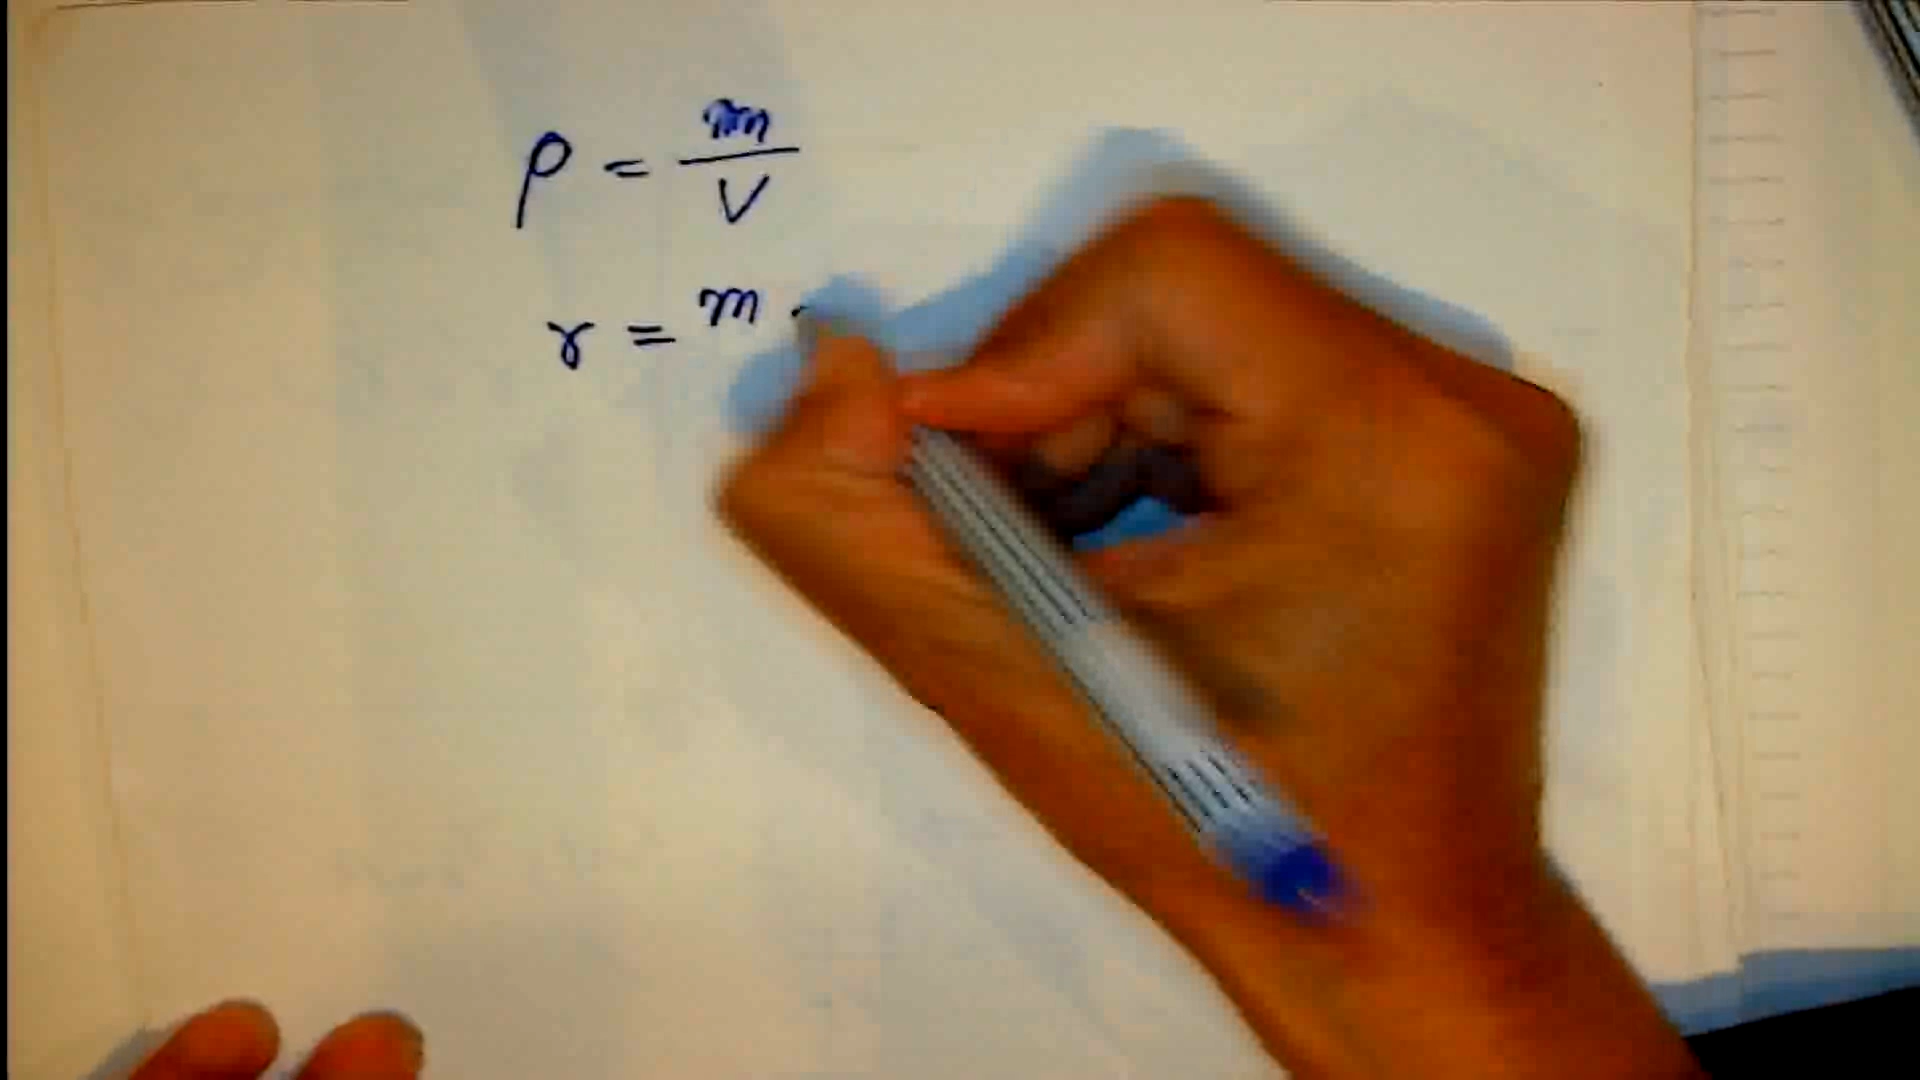 ρ = m/V
γ = m